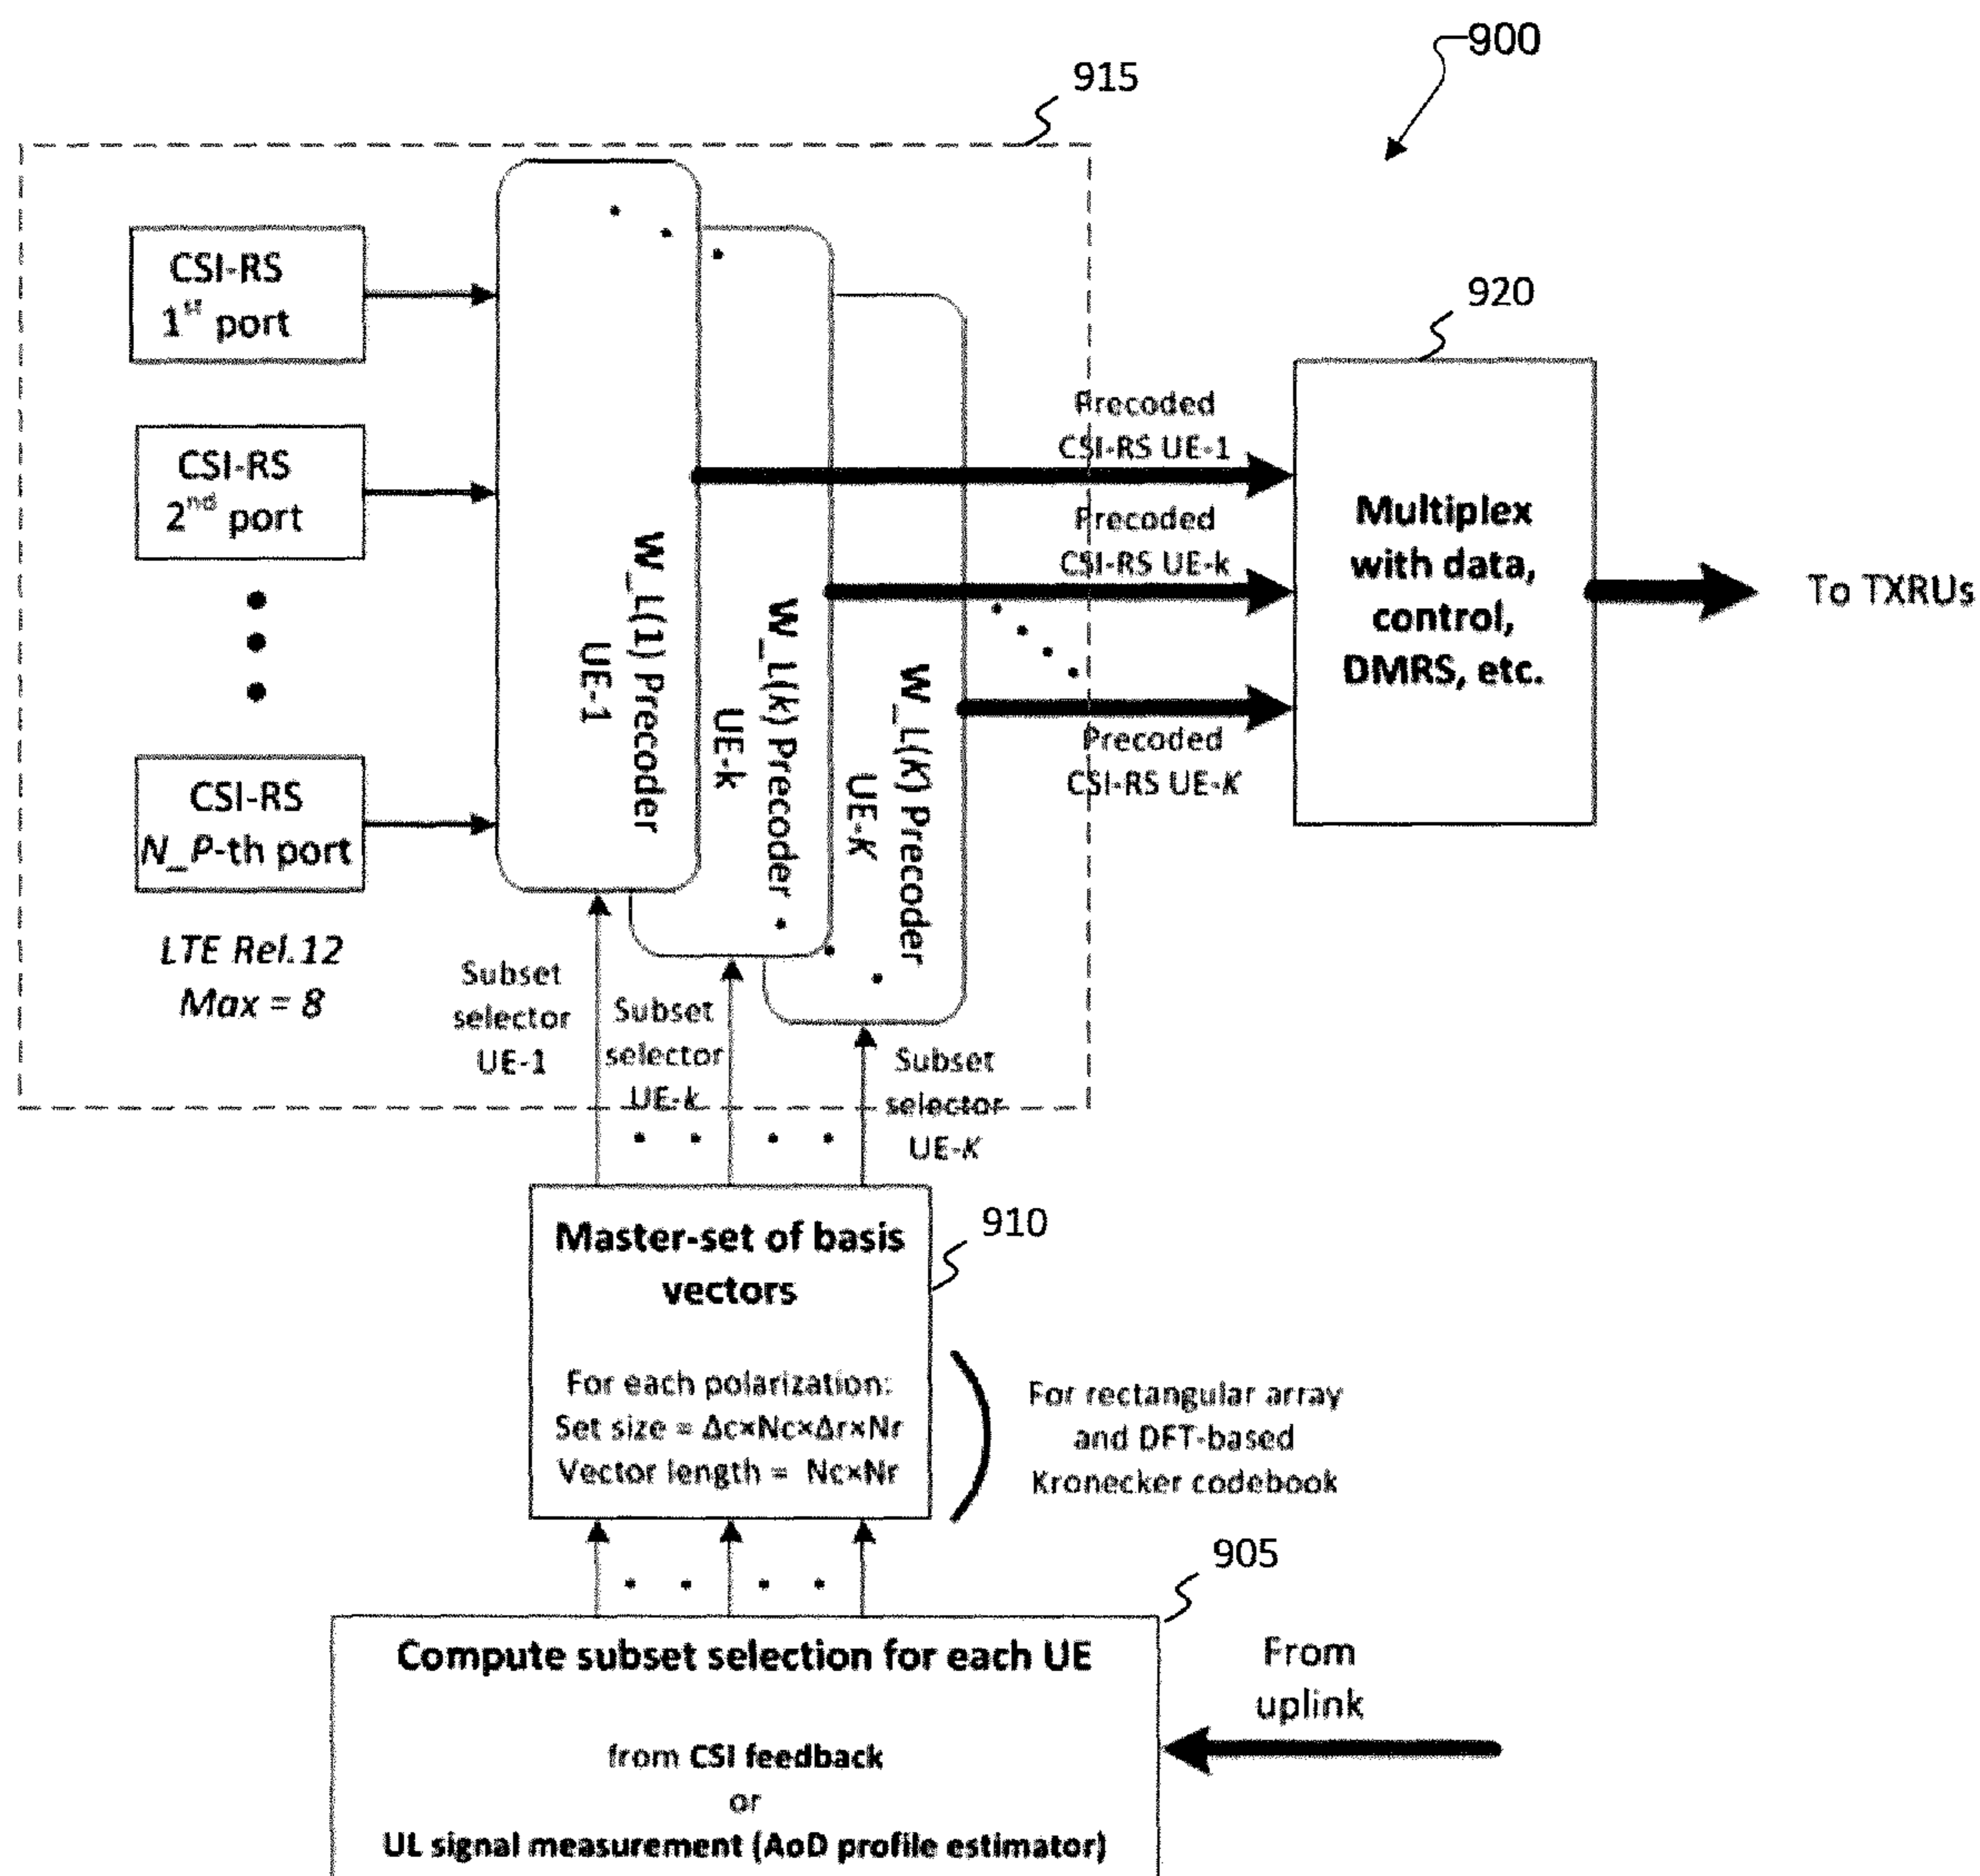 900
915
CSI-RS
1st port
920
Precoded
CSI-RS UE-1
CSI-RS
2nd port
Precoded
CSI-RS UE-k
Multiplex
with data,
control,
DMRS, etc.
To TXRUs
W_L(1) Precoder
UE-1
W_L(k) Precoder
UE-k
W_L(K) Precoder
UE-K
Precoded
CSI-RS UE-K
CSI-RS
N_P-th port
LTE Rel.12
Max = 8
Subset
selector
UE-1
Subset
selector
UE-k
Subset
selector
UE-K
910
Master-set of basis
vectors
For each polarization:
Set size = Δc×Nc×Δr×Nr
Vector length = Nc×Nr
For rectangular array
and DFT-based
Kronecker codebook
905
Compute subset selection for each UE
from CSI feedback
or
UL signal measurement (AoD profile estimator)
From
uplink